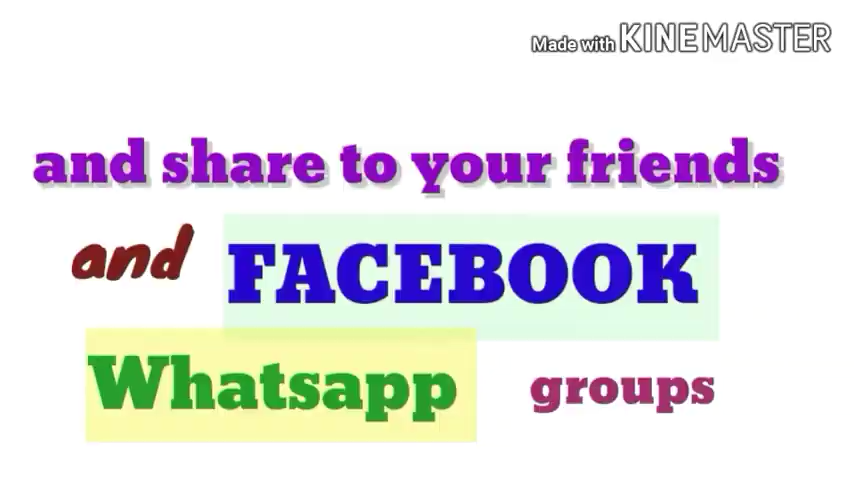 Made with KINEMASTER
and share to your friends
and FACEBOOK
Whatsapp groups